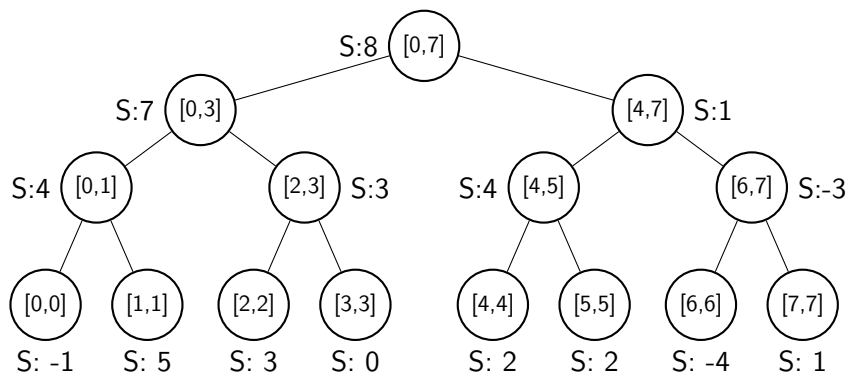 S:8 [0,7]
S:7 [0,3] [4,7] S:1
S:4 [0,1] [2,3] S:3 S:4 [4,5] [6,7] S:-3
[0,0] [1,1] [2,2] [3,3] [4,4] [5,5] [6,6] [7,7]
S: -1 S: 5 S: 3 S: 0 S: 2 S: 2 S: -4 S: 1